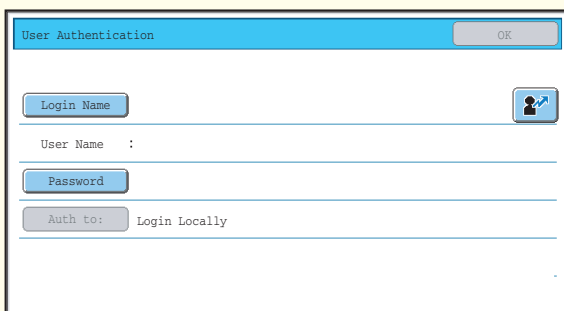 User Authentication OK
Login Name
User Name :
Password
Auth to: Login Locally